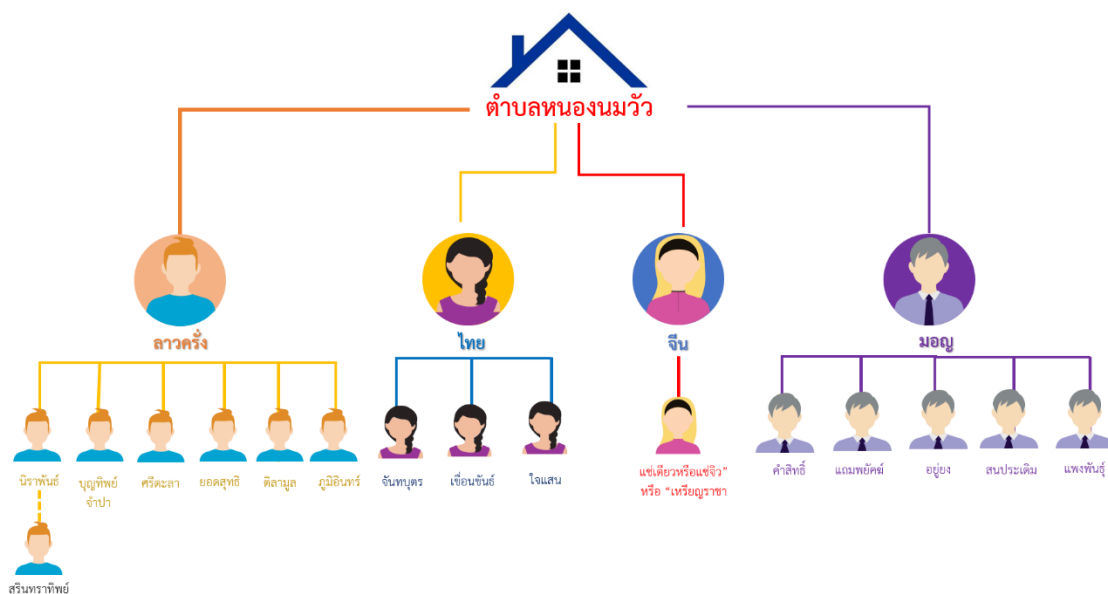 ตำบลหนองนมวัว
ลาวครั่ง
ไทย
จีน
มอญ
นิราพันธ์
บุญทิพย์
จำปา
ศรีตะลา
ยอดสุทธิ
ติลามูล
ภูมิอินทร์
จันทบุตร
เขื่อนขันธ์
ใจแสน
แซ่เตียวหรือแซ่จิว”
หรือ “เหรียญราชา
คำสิทธิ์
แถมพยัคฆ์
อยู่ยง
สนประเดิม
แพงพันธุ์
สรินทราทิพย์